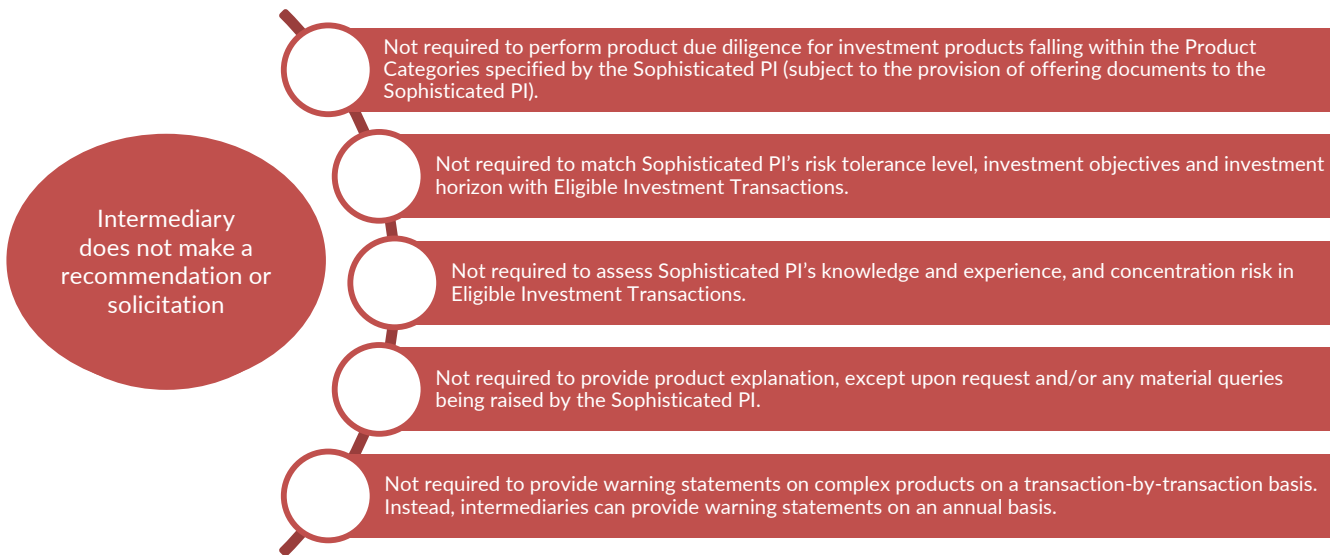 Intermediary
does not make a
recommendation or
solicitation
Not required to perform product due diligence for investment products falling within the Product
Categories specified by the Sophisticated PI (subject to the provision of offering documents to the
Sophisticated PI).
Not required to match Sophisticated PI’s risk tolerance level, investment objectives and investment
horizon with Eligible Investment Transactions.
Not required to assess Sophisticated PI’s knowledge and experience, and concentration risk in
Eligible Investment Transactions.
Not required to provide product explanation, except upon request and/or any material queries
being raised by the Sophisticated PI.
Not required to provide warning statements on complex products on a transaction-by-transaction basis.
Instead, intermediaries can provide warning statements on an annual basis.